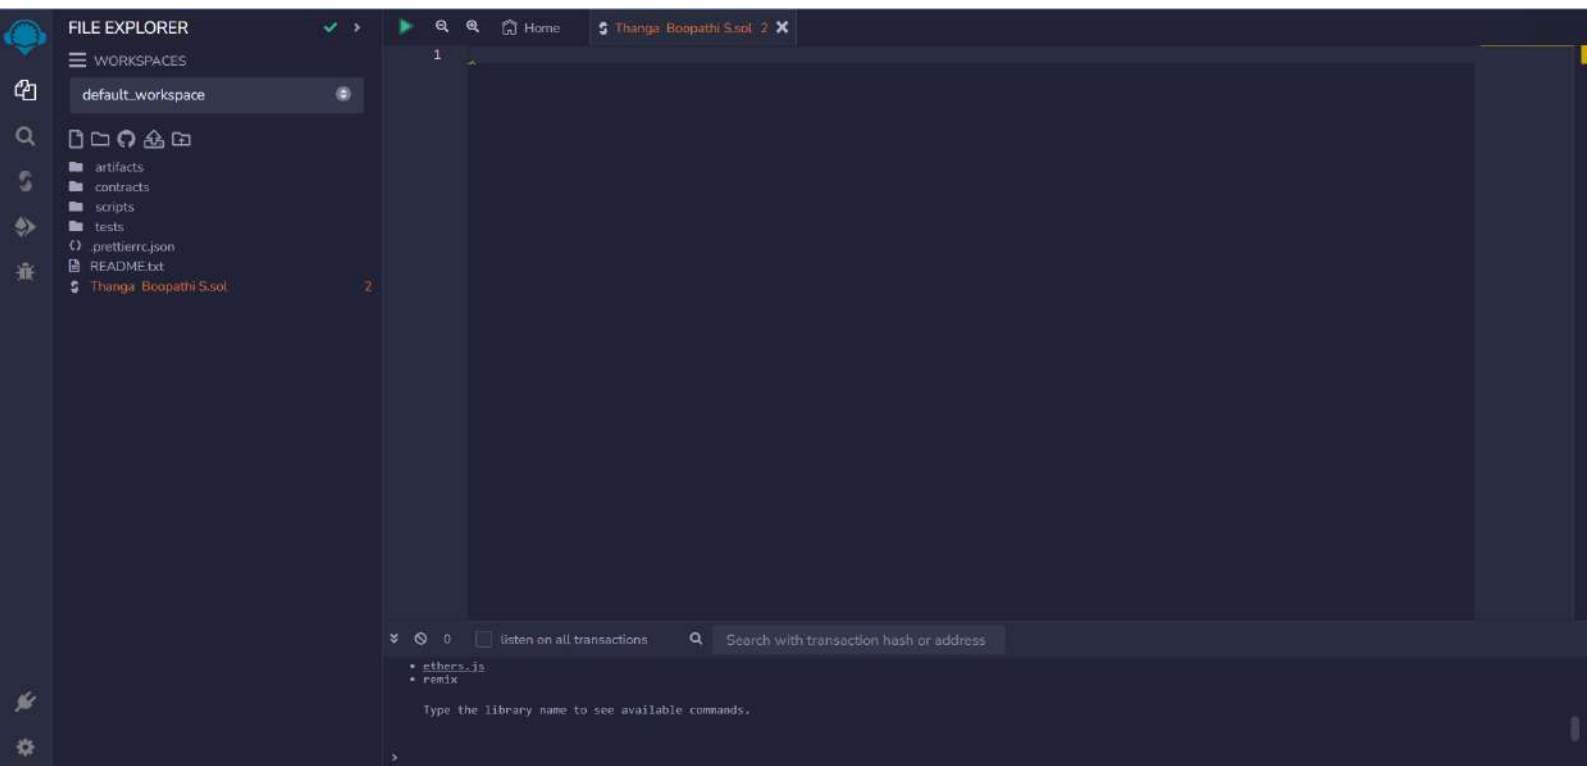 FILE EXPLORER
WORKSPACES
default_workspace
artifacts
contracts
scripts
tests
.prettierrc.json
README.txt
Thanga Boopathi S.sol 2
Home
Thanga Boopathi S.sol 2
1
0 listen on all transactions Search with transaction hash or address
• ethers.js
• remix
Type the library name to see available commands.
>